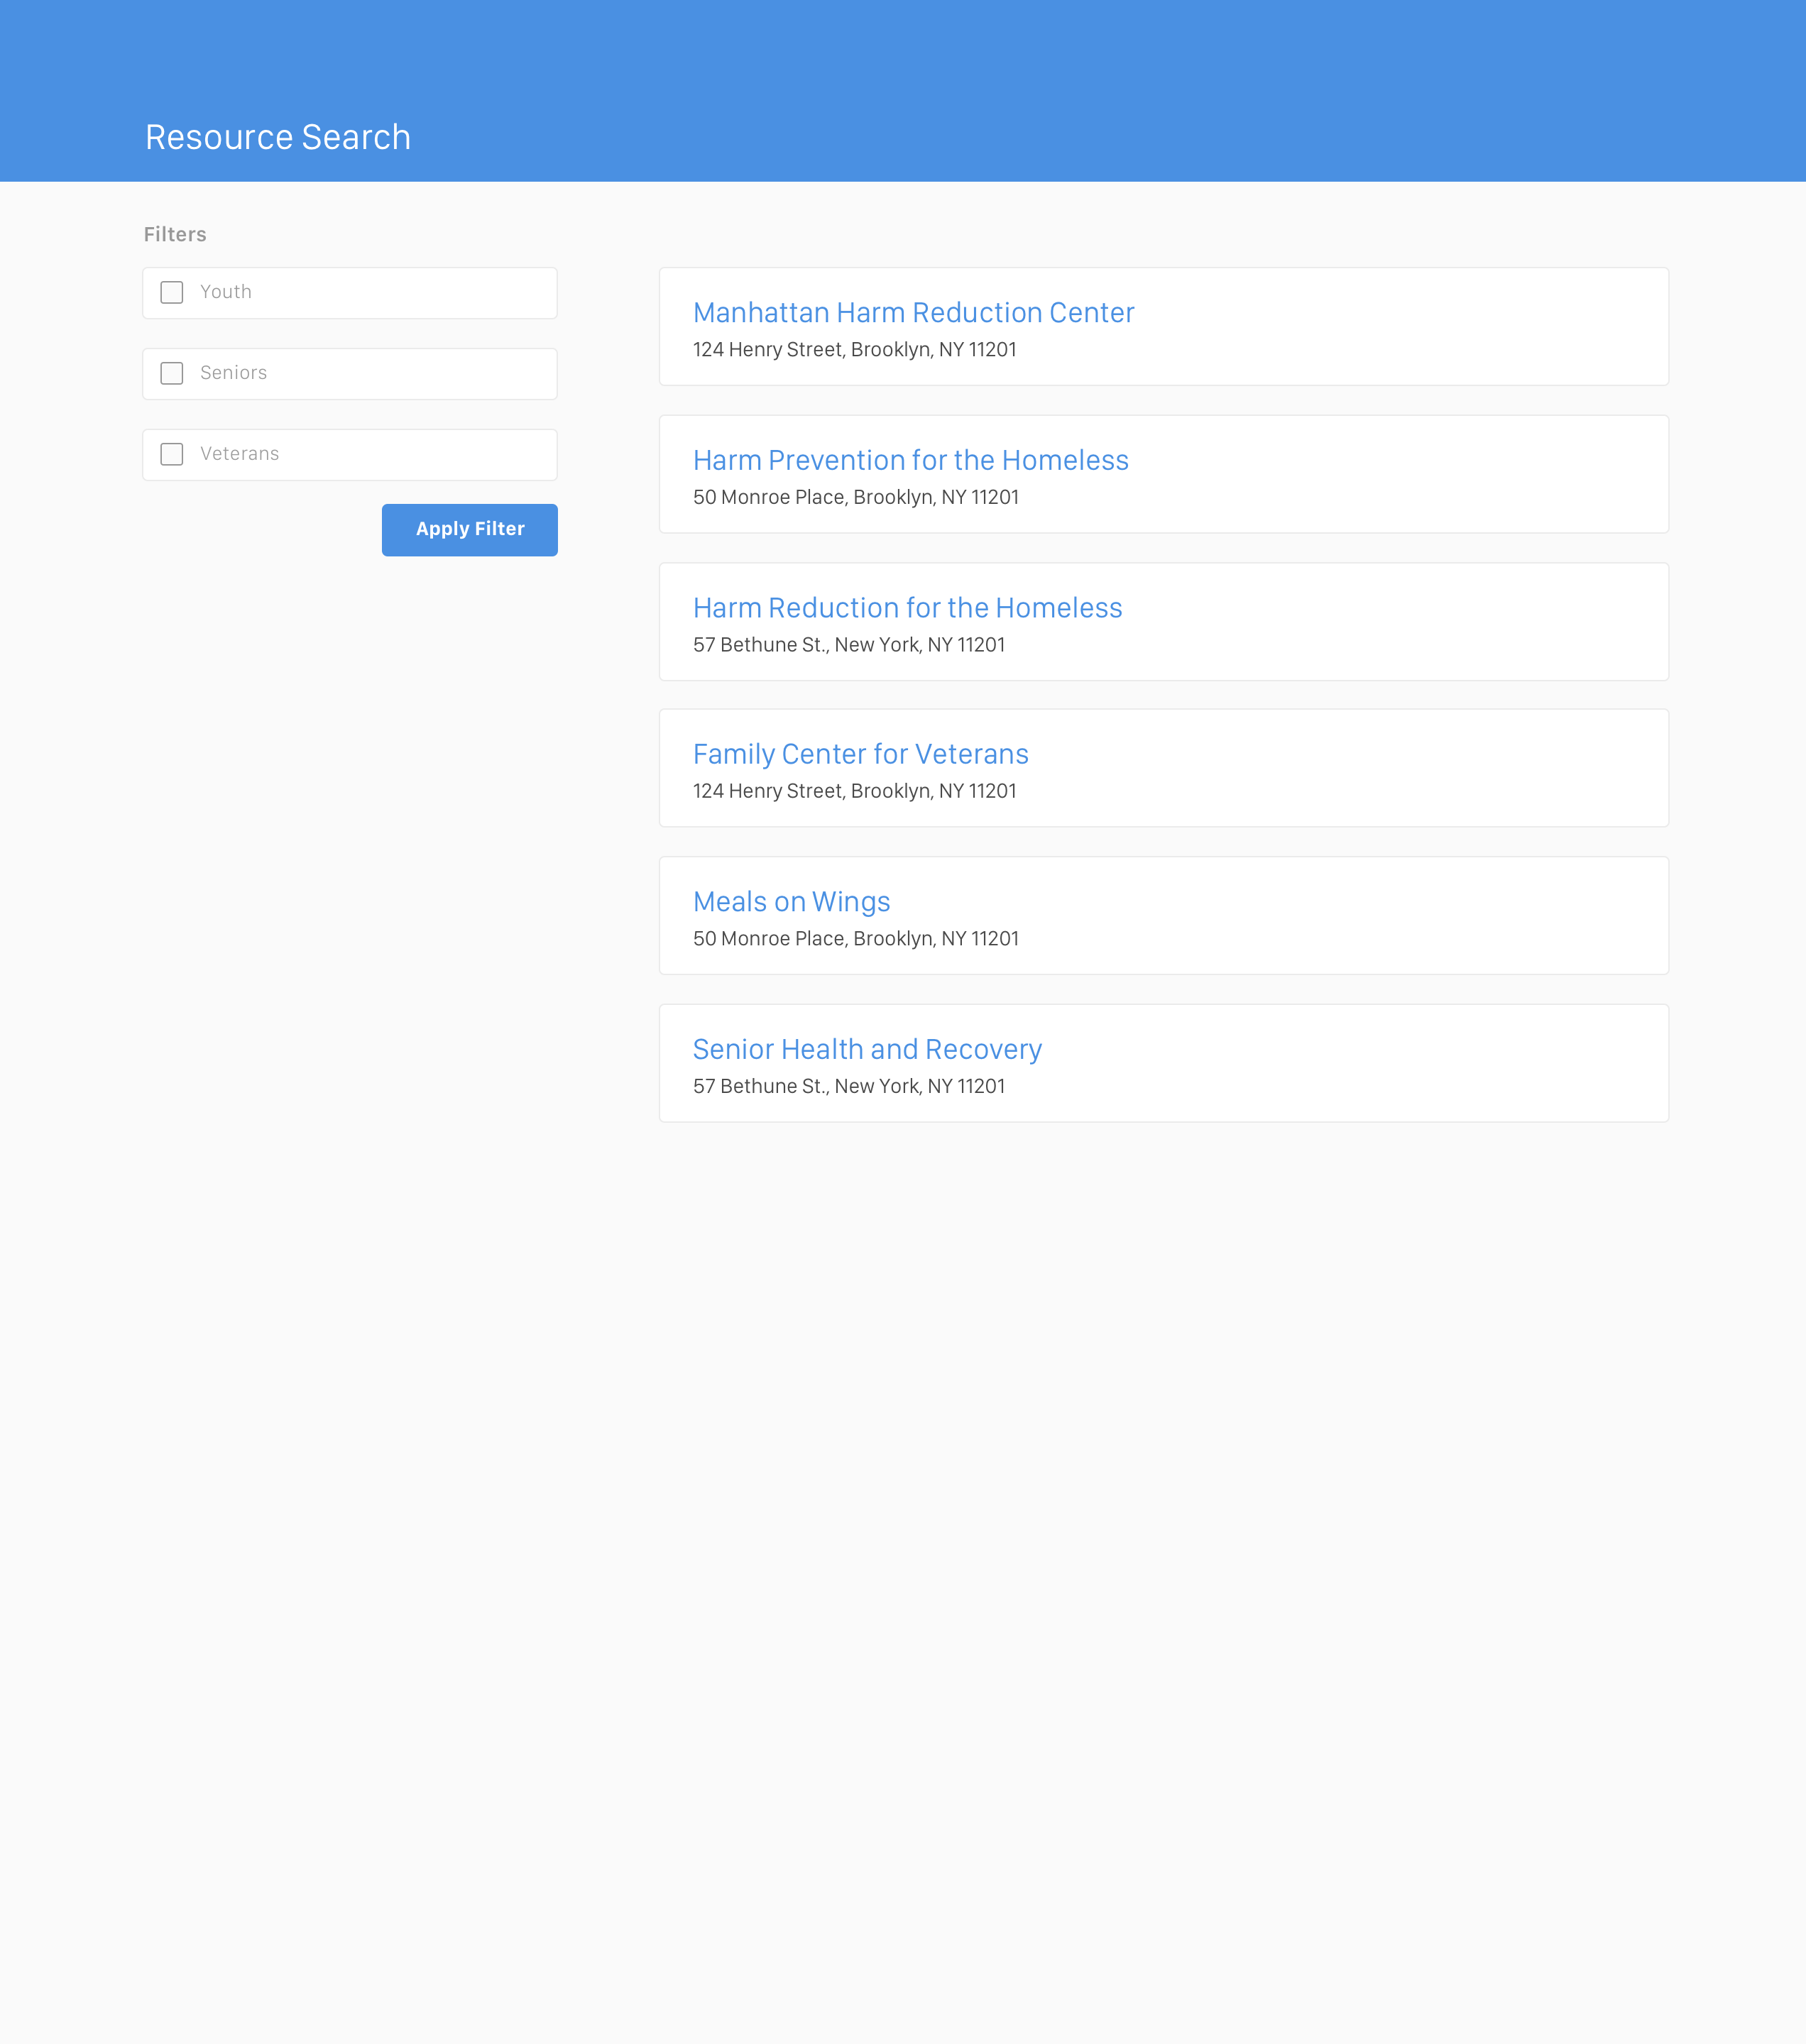 Resource Search
Filters
Youth
Seniors
Veterans
Apply Filter
Manhattan Harm Reduction Center
124 Henry Street, Brooklyn, NY 11201
Harm Prevention for the Homeless
50 Monroe Place, Brooklyn, NY 11201
Harm Reduction for the Homeless
57 Bethune St., New York, NY 11201
Family Center for Veterans
124 Henry Street, Brooklyn, NY 11201
Meals on Wings
50 Monroe Place, Brooklyn, NY 11201
Senior Health and Recovery
57 Bethune St., New York, NY 11201